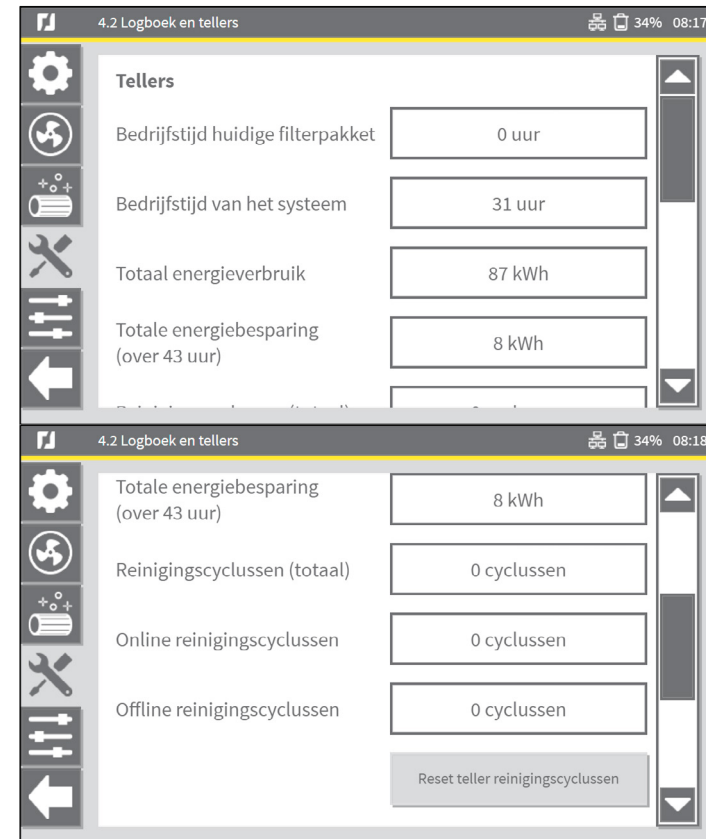 4.2 Logboek en tellers 34% 08:17
Tellers
Bedrijfstijd huidige filterpakket 0 uur
Bedrijfstijd van het systeem 31 uur
Totaal energieverbruik 87 kWh
Totale energiebesparing
(over 43 uur) 8 kWh
4.2 Logboek en tellers 34% 08:18
Totale energiebesparing
(over 43 uur) 8 kWh
Reinigingscyclussen (totaal) 0 cyclussen
Online reinigingscyclussen 0 cyclussen
Offline reinigingscyclussen 0 cyclussen
Reset teller reinigingscyclussen